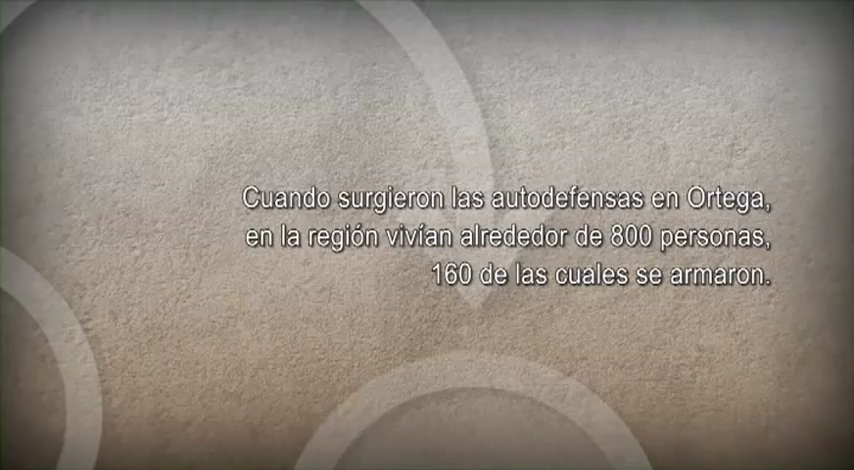 Cuando surgieron las autodefensas en Ortega,
en la región vivían alrededor de 800 personas,
160 de las cuales se armaron.